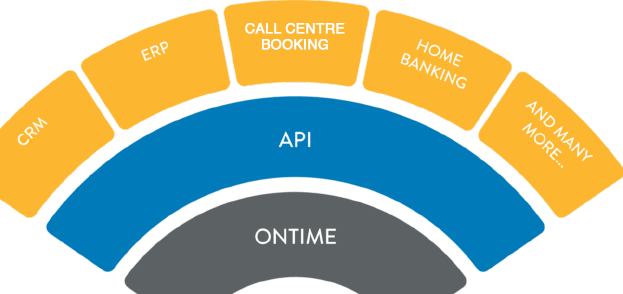 CRM
ERP
CALL CENTRE
BOOKING
HOME
BANKING
AND MANY
MORE...
API
ONTIME